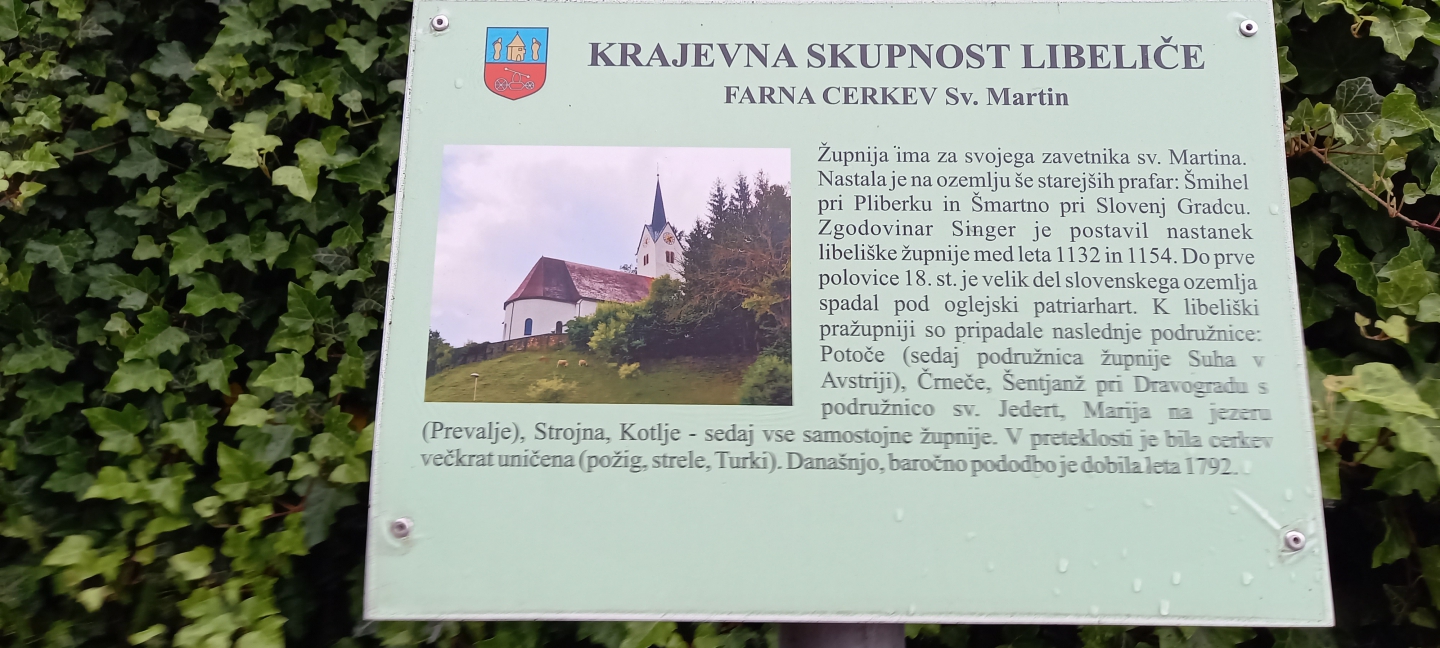 KRAJEVNA SKUPNOST LIBELIČE
FARNA CERKEV Sv. Martin
Župnija ima za svojega zavetnika sv. Martina.
Nastala je na ozemlju še starejših prafar: Šmihel
pri Pliberku in Šmartno pri Slovenj Gradcu.
Zgodovinar Singer je postavil nastanek
libeliške župnije med leta 1132 in 1154. Do prve
polovice 18. st. je velik del slovenskega ozemlja
spadal pod oglejski patriarhart. K libeliški
pražupniji so pripadale naslednje podružnice:
Potoče (sedaj podružnica župnije Suha v
Avstriji), Črneče, Šentjanž pri Dravogradu s
podružnico sv. Jedert, Marija na jezeru
(Prevalje), Strojna, Kotlje - sedaj vse samostojne župnije. V preteklosti je bila cerkev
večkrat uničena (požig, strele, Turki). Današnjo, baročno pododbo je dobila leta 1792.